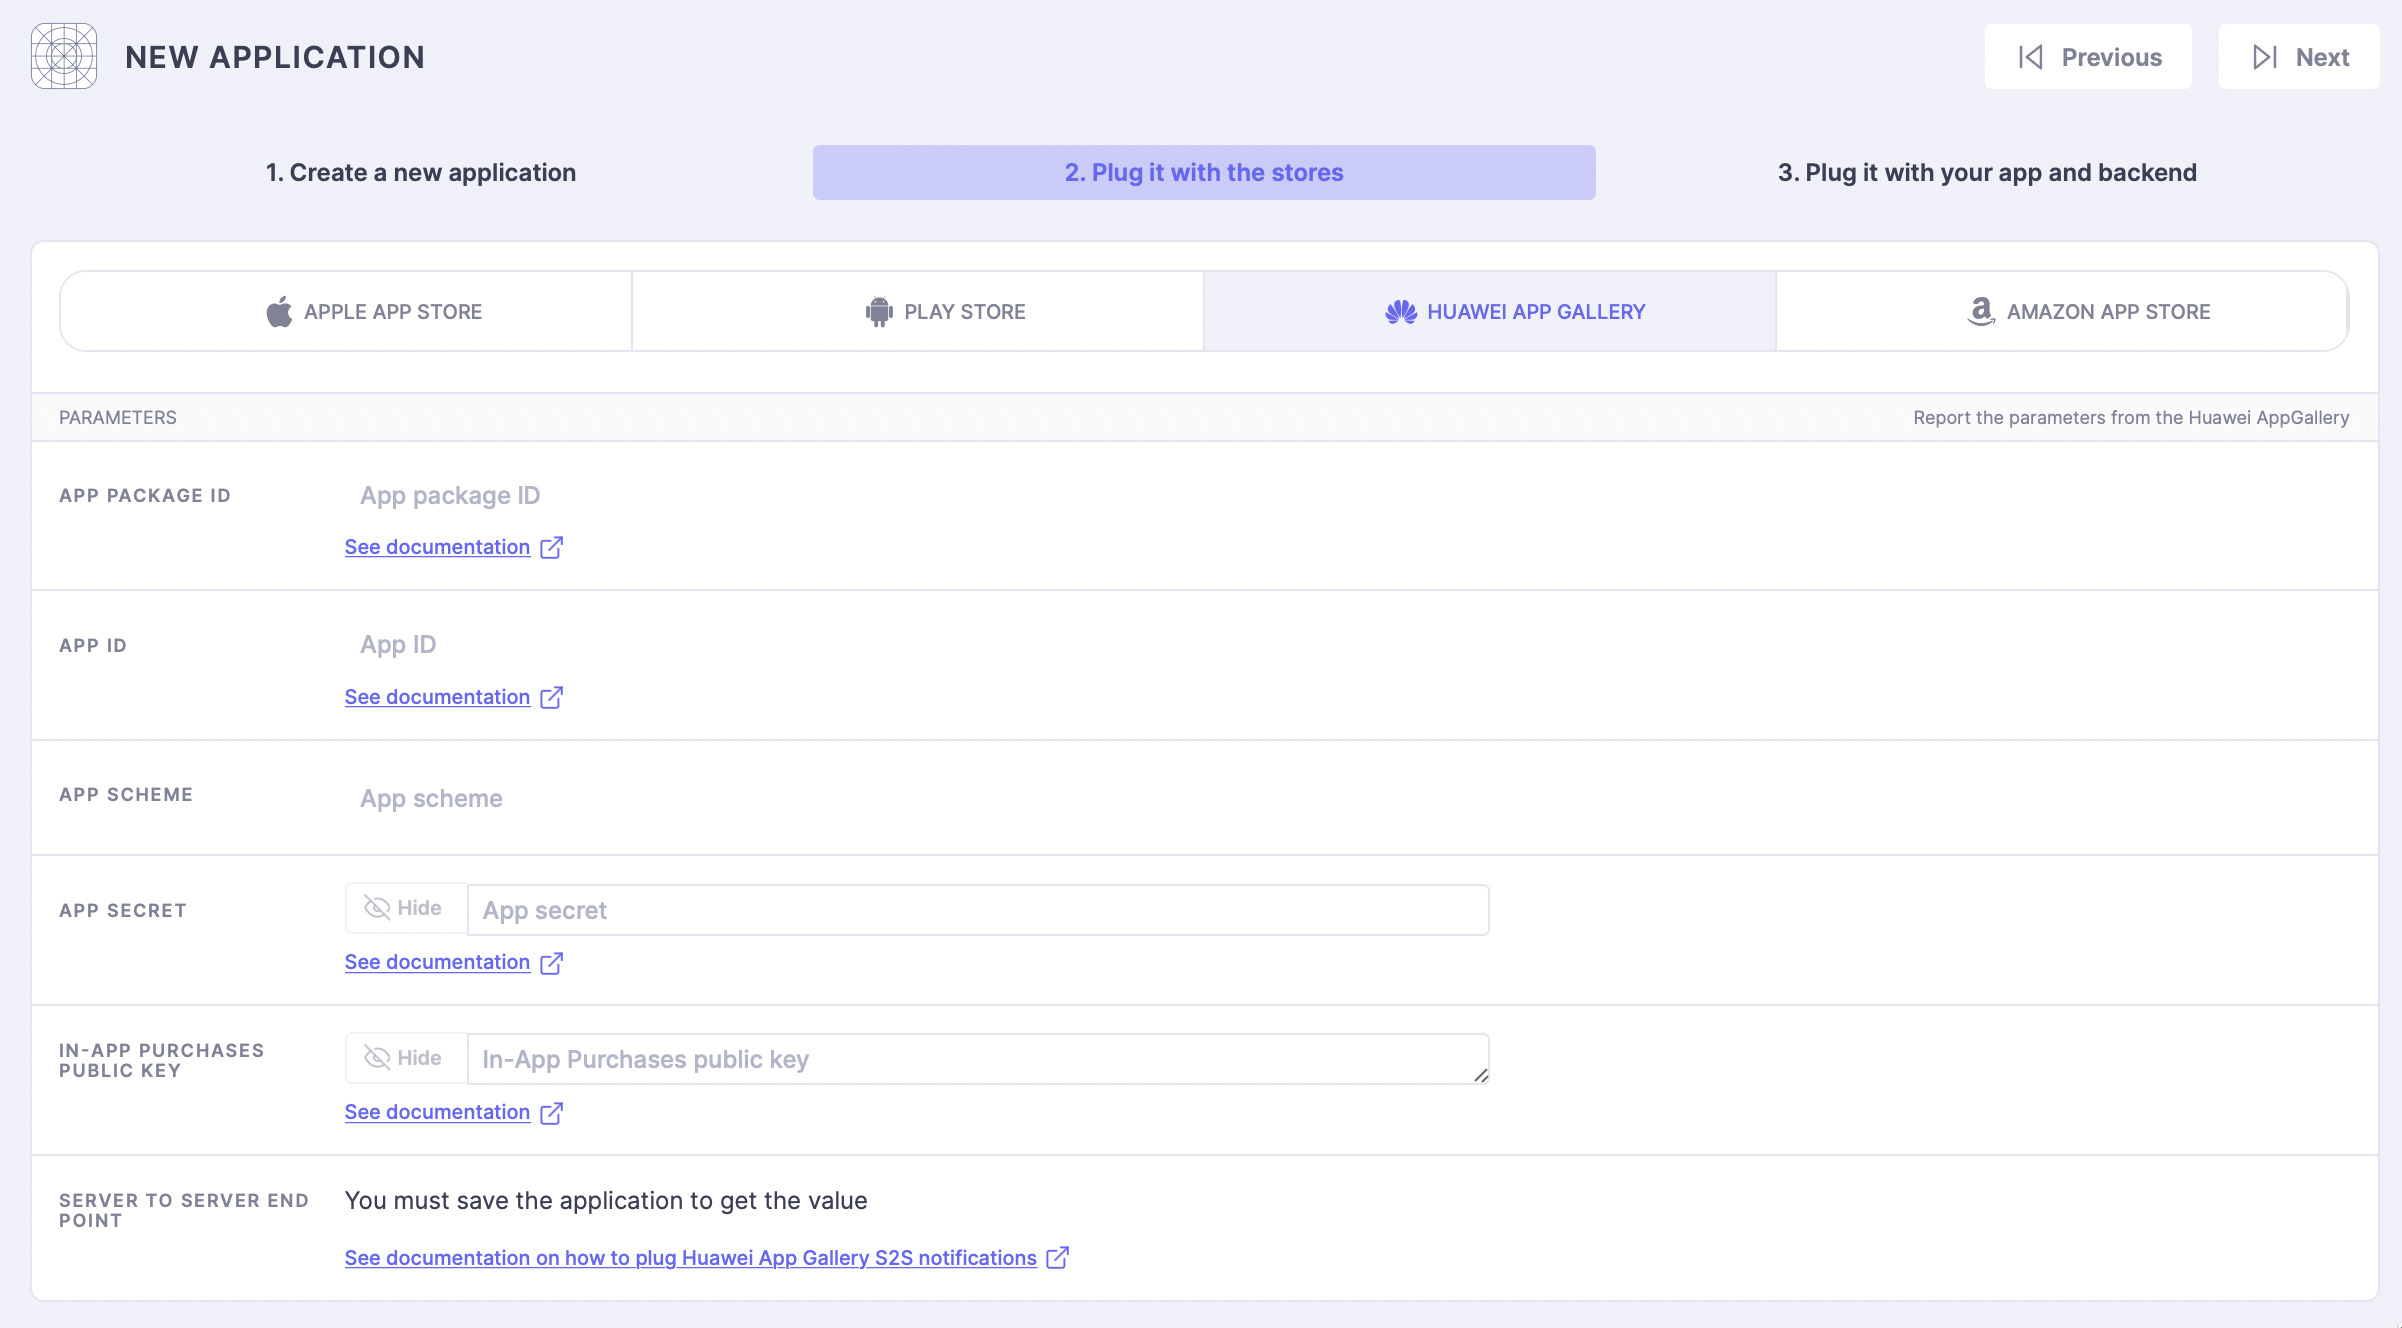 NEW APPLICATION
Previous
Next
1. Create a new application
2. Plug it with the stores
3. Plug it with your app and backend
APPLE APP STORE
PLAY STORE
HUAWEI APP GALLERY
AMAZON APP STORE
PARAMETERS
Report the parameters from the Huawei AppGallery
APP PACKAGE ID
App package ID
See documentation
APP ID
App ID
See documentation
APP SCHEME
App scheme
APP SECRET
Hide
App secret
See documentation
IN-APP PURCHASES
PUBLIC KEY
Hide
In-App Purchases public key
See documentation
SERVER TO SERVER END
POINT
You must save the application to get the value
See documentation on how to plug Huawei App Gallery S2S notifications